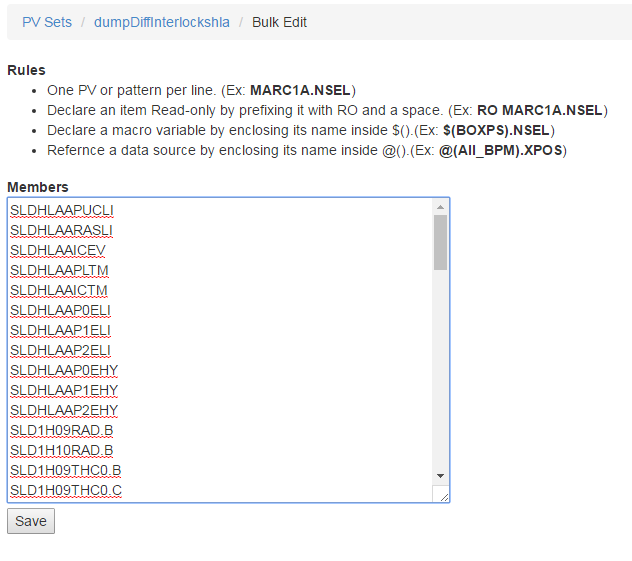 PV Sets / dumpDiffInterlockshla / Bulk Edit
Rules
One PV or pattern per line. (Ex: MARC1A.NSEL)
Declare an item Read-only by prefixing it with RO and a space. (Ex: RO MARC1A.NSEL)
Declare a macro variable by enclosing its name inside $().(Ex: $(BOXPS).NSEL)
Refernce a data source by enclosing its name inside @().(Ex: @(All_BPM).XPOS)
Members
SLDHLAAPUCLI
SLDHLAARASLI
SLDHLAAICEV
SLDHLAAPLTM
SLDHLAAICTM
SLDHLAAP0ELI
SLDHLAAP1ELI
SLDHLAAP2ELI
SLDHLAAP0EHY
SLDHLAAP1EHY
SLDHLAAP2EHY
SLD1H09RAD.B
SLD1H10RAD.B
SLD1H09THC0.B
SLD1H09THC0.C
Save